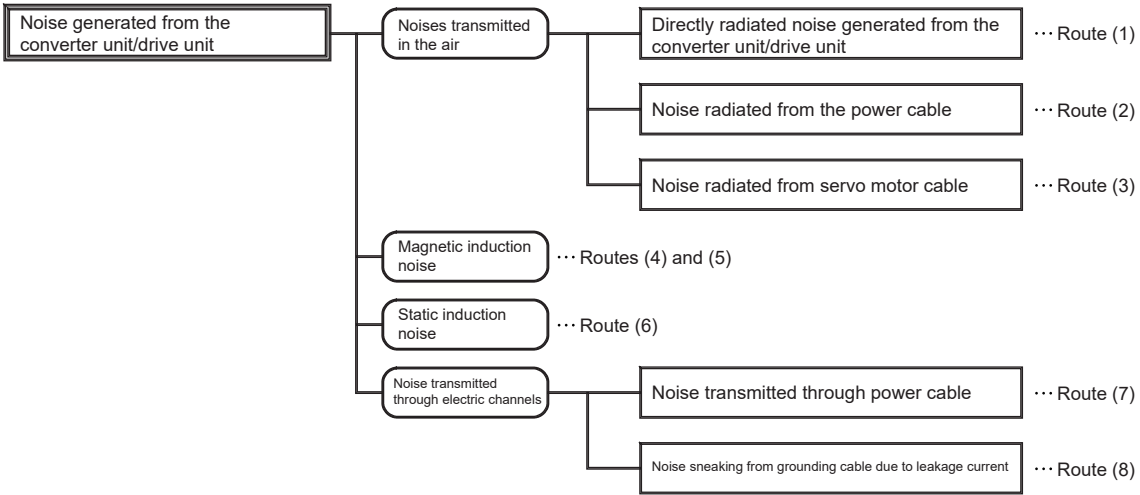 Noise generated from the
converter unit/drive unit
Noises transmitted
in the air
Directly radiated noise generated from the
converter unit/drive unit
··· Route (1)
Noise radiated from the power cable
··· Route (2)
Noise radiated from servo motor cable
··· Route (3)
Magnetic induction
noise
··· Routes (4) and (5)
Static induction
noise
··· Route (6)
Noise transmitted
through electric channels
Noise transmitted through power cable
··· Route (7)
Noise sneaking from grounding cable due to leakage current
··· Route (8)